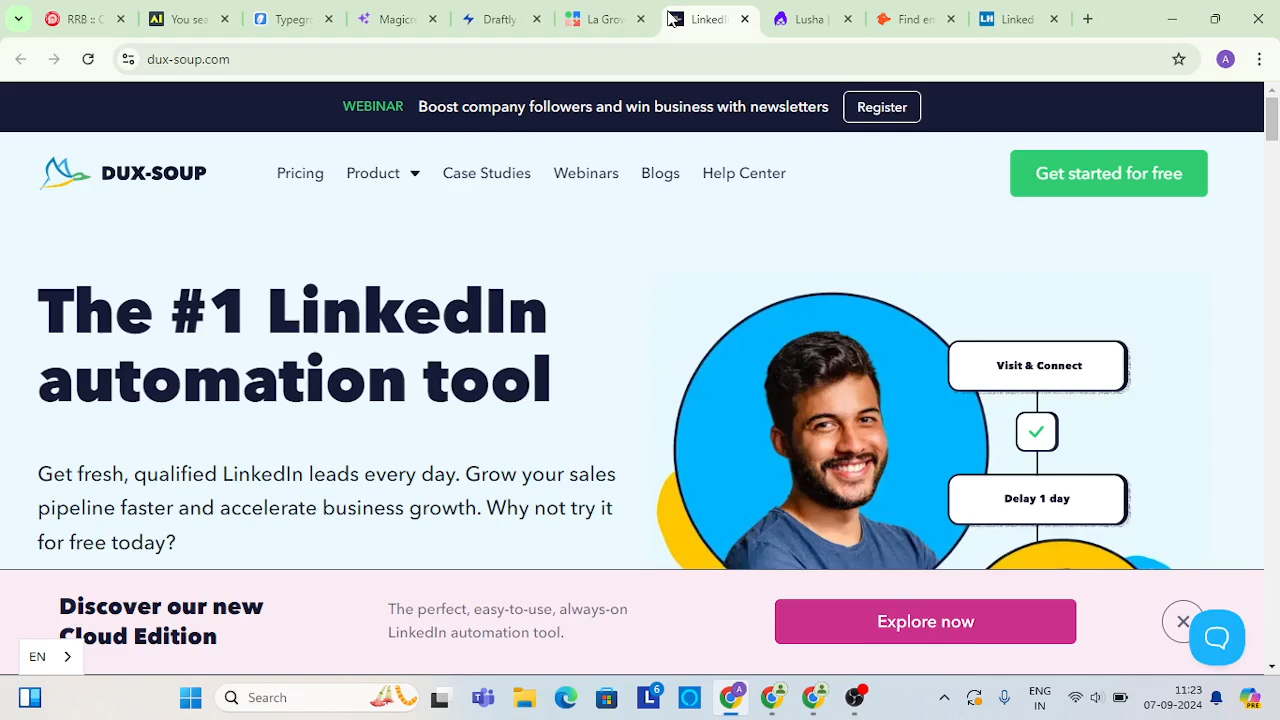 RRB - C
You sea
Typegro
Magicre
Draftly
La Grow
LinkedI
Lusha |
Find en
Linked
dux-soup.com
A
WEBINAR Boost company followers and win business with newsletters Register
DUX-SOUP
Pricing Product Case Studies Webinars Blogs Help Center
Get started for free
The #1 LinkedIn
automation tool
Get fresh, qualified LinkedIn leads every day. Grow your sales
pipeline faster and accelerate business growth. Why not try it
for free today?
Visit & Connect
Delay 1 day
Discover our new
Cloud Edition
The perfect, easy-to-use, always-on
LinkedIn automation tool.
Explore now
EN
Search
ENG
IN
11:23
07-09-2024